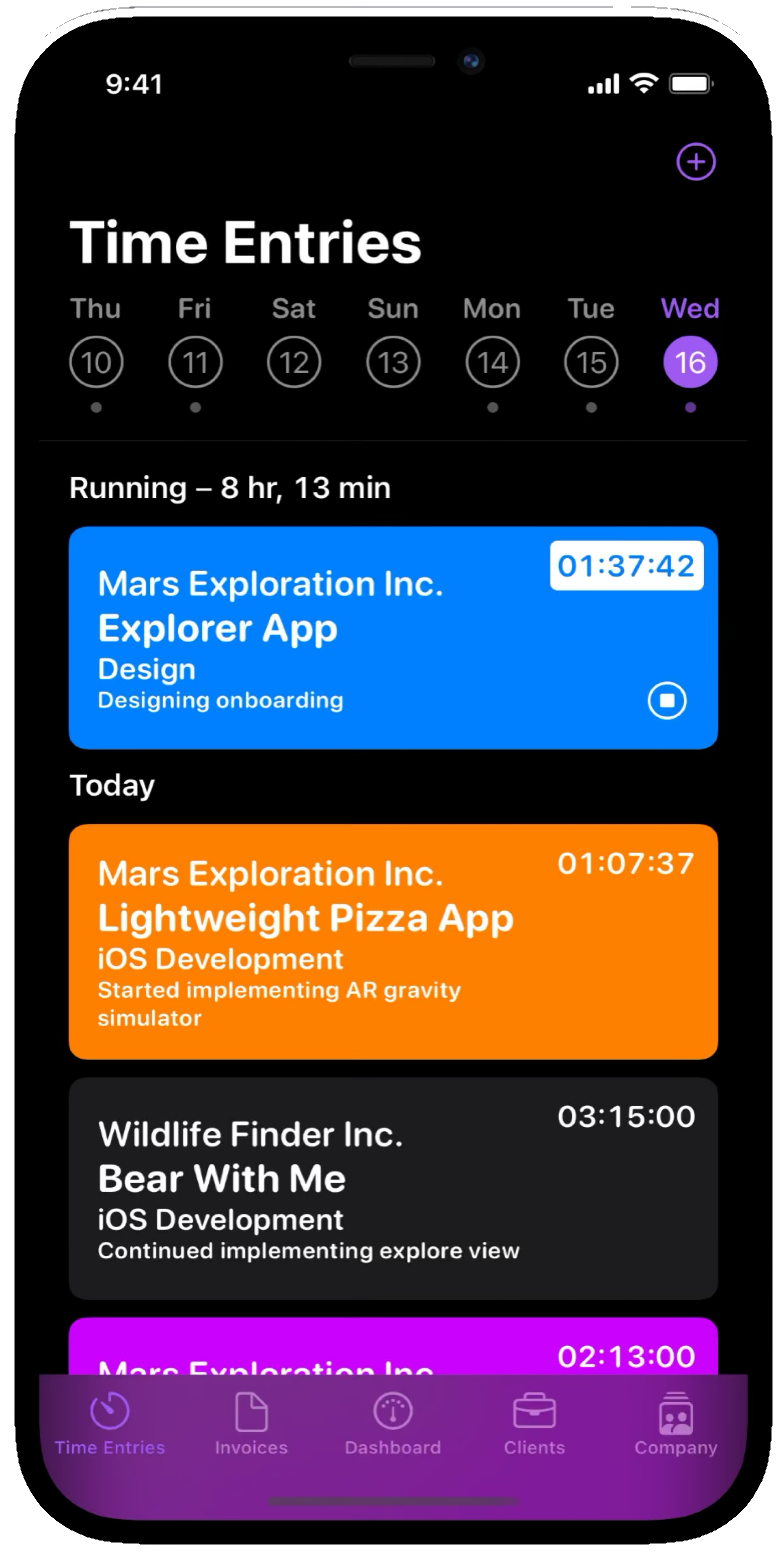 9:41
Time Entries
Thu Fri Sat Sun Mon Tue Wed
10 11 12 13 14 15 16
Running – 8 hr, 13 min
01:37:42
Mars Exploration Inc.
Explorer App
Design
Designing onboarding
Today
01:07:37
Mars Exploration Inc.
Lightweight Pizza App
iOS Development
Started implementing AR gravity
simulator
03:15:00
Wildlife Finder Inc.
Bear With Me
iOS Development
Continued implementing explore view
02:13:00
Mars Exploration Inc.
Time Entries Invoices Dashboard Clients Company